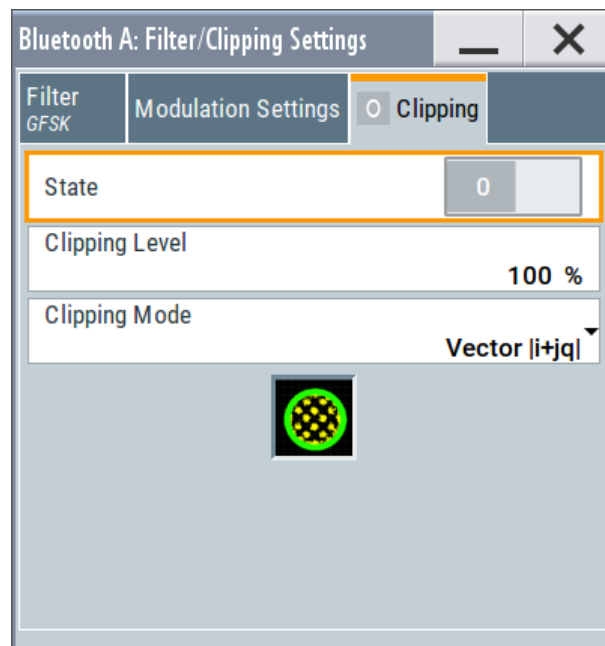 Bluetooth A: Filter/Clipping Settings
Filter
GFSK
Modulation Settings
O Clipping
State
0
Clipping Level
100 %
Clipping Mode
Vector |i+jq|